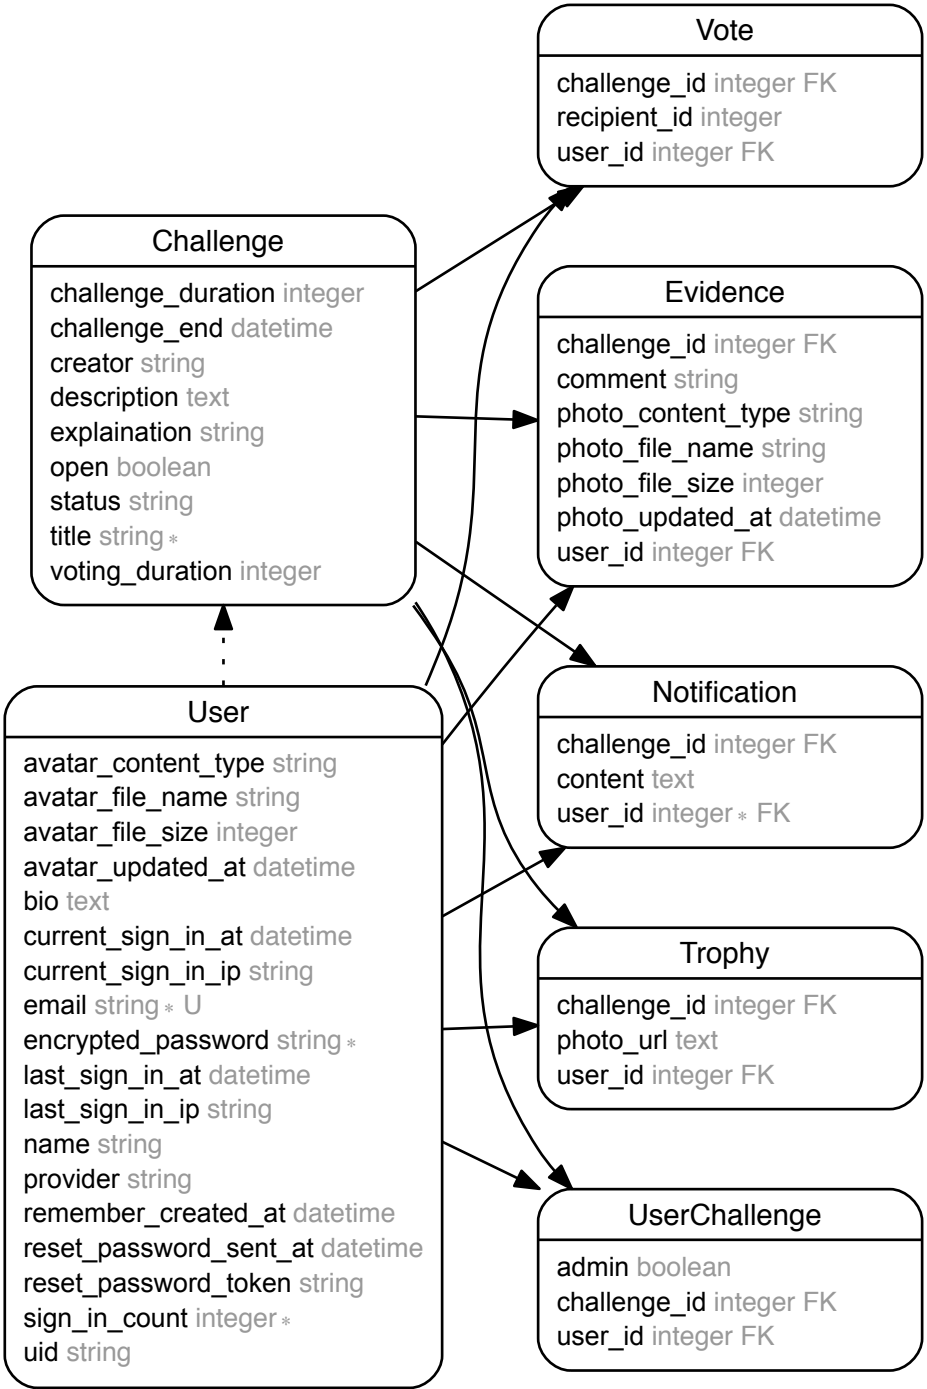 Vote
challenge_id integer FK
recipient_id integer
user_id integer FK
Challenge
challenge_duration integer
challenge_end datetime
creator string
description text
explaination string
open boolean
status string
title string ∗
voting_duration integer
Evidence
challenge_id integer FK
comment string
photo_content_type string
photo_file_name string
photo_file_size integer
photo_updated_at datetime
user_id integer FK
User
avatar_content_type string
avatar_file_name string
avatar_file_size integer
avatar_updated_at datetime
bio text
current_sign_in_at datetime
current_sign_in_ip string
email string ∗ U
encrypted_password string ∗
last_sign_in_at datetime
last_sign_in_ip string
name string
provider string
remember_created_at datetime
reset_password_sent_at datetime
reset_password_token string
sign_in_count integer ∗
uid string
Notification
challenge_id integer FK
content text
user_id integer ∗ FK
Trophy
challenge_id integer FK
photo_url text
user_id integer FK
UserChallenge
admin boolean
challenge_id integer FK
user_id integer FK